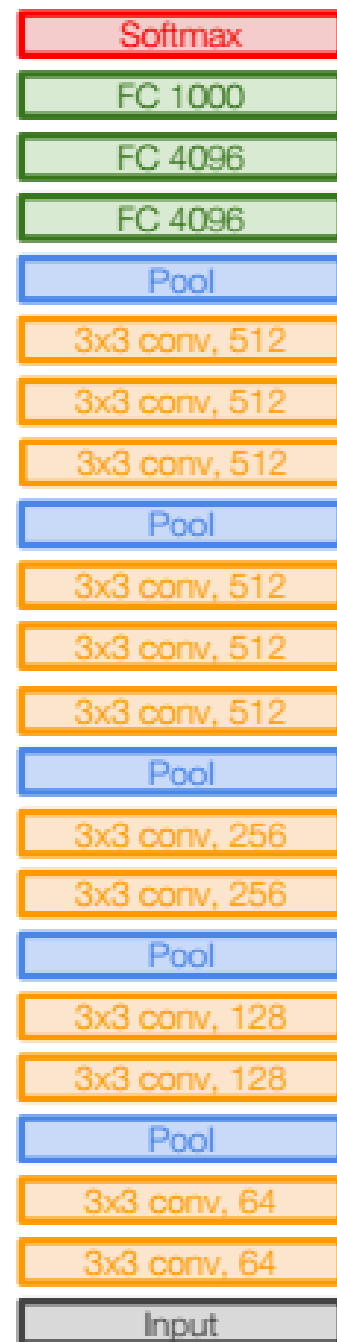 Softmax
FC 1000
FC 4096
FC 4096
Pool
3x3 conv, 512
3x3 conv, 512
3x3 conv, 512
Pool
3x3 conv, 512
3x3 conv, 512
3x3 conv, 512
Pool
3x3 conv, 256
3x3 conv, 256
Pool
3x3 conv, 128
3x3 conv, 128
Pool
3x3 conv, 64
3x3 conv, 64
Input